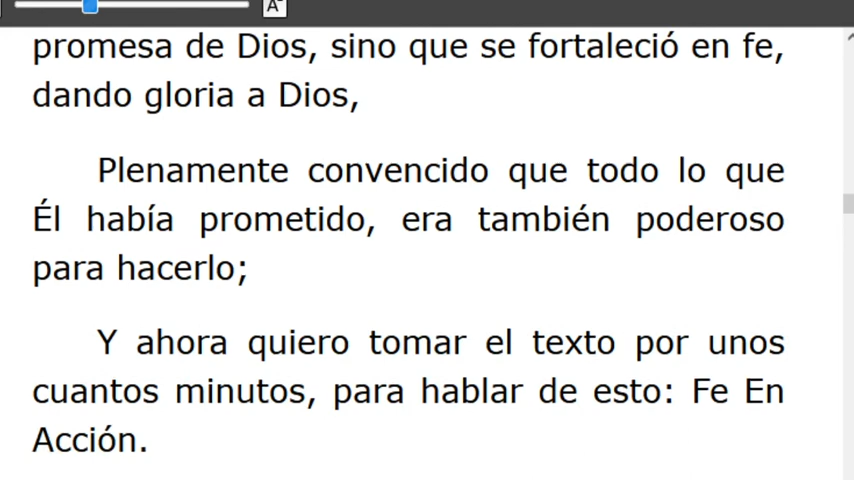 A
promesa de Dios, sino que se fortaleció en fe,
dando gloria a Dios,
Plenamente convencido que todo lo que
Él había prometido, era también poderoso
para hacerlo;
Y ahora quiero tomar el texto por unos
cuantos minutos, para hablar de esto: Fe En
Acción.